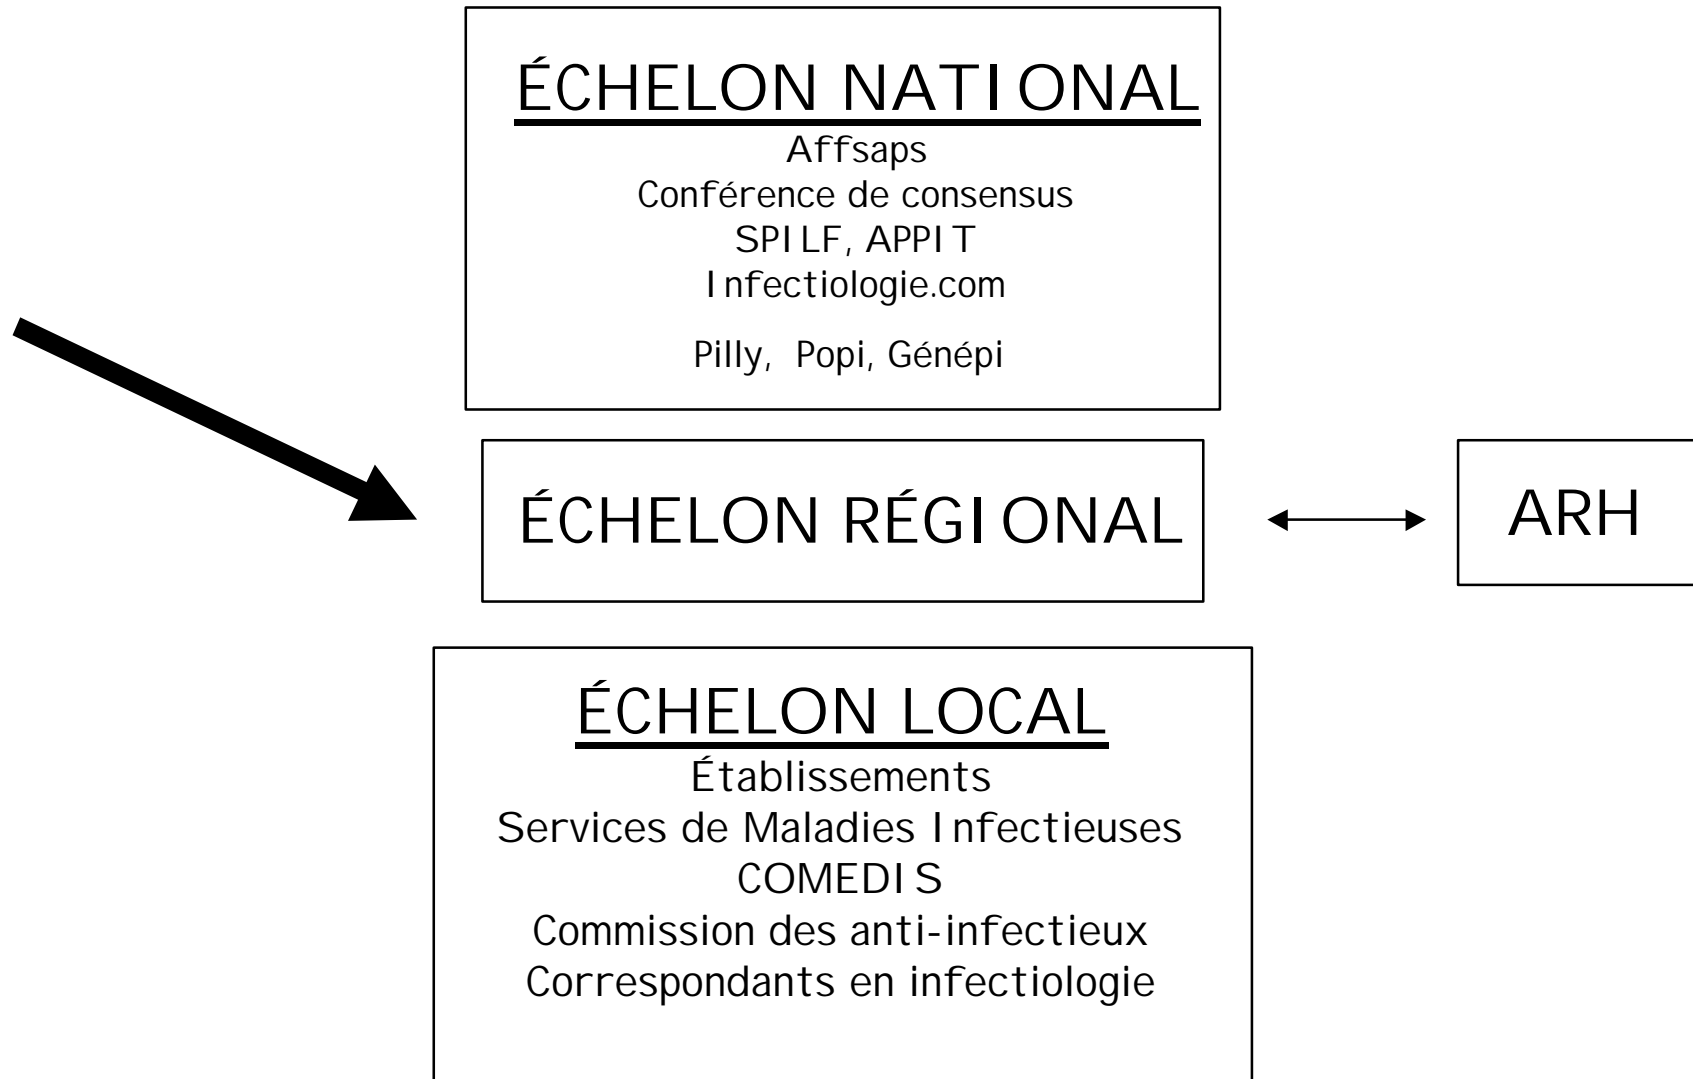 ÉCHELON NATIONAL
Affsaps
Conférence de consensus
SPILF, APPIT
Infectiologie.com
Pilly, Popi, Génépi
ÉCHELON RÉGIONAL
ARH
ÉCHELON LOCAL
Établissements
Services de Maladies Infectieuses
COMEDIS
Commission des anti-infectieux
Correspondants en infectiologie